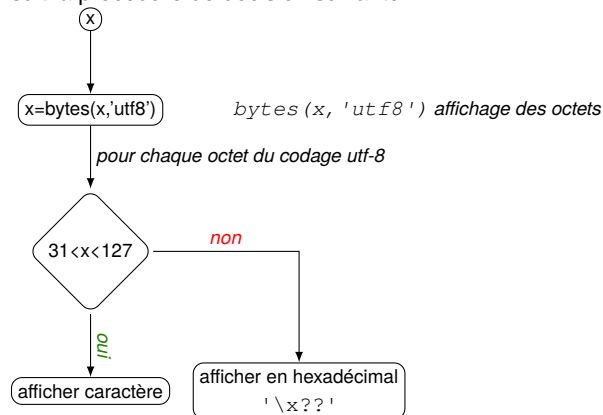 x
x=bytes(x,'utf8')
bytes(x,'utf8') affichage des octets
pour chaque octet du codage utf-8
31<x<127
non
oui
afficher caractère
afficher en hexadécimal
'\x??'